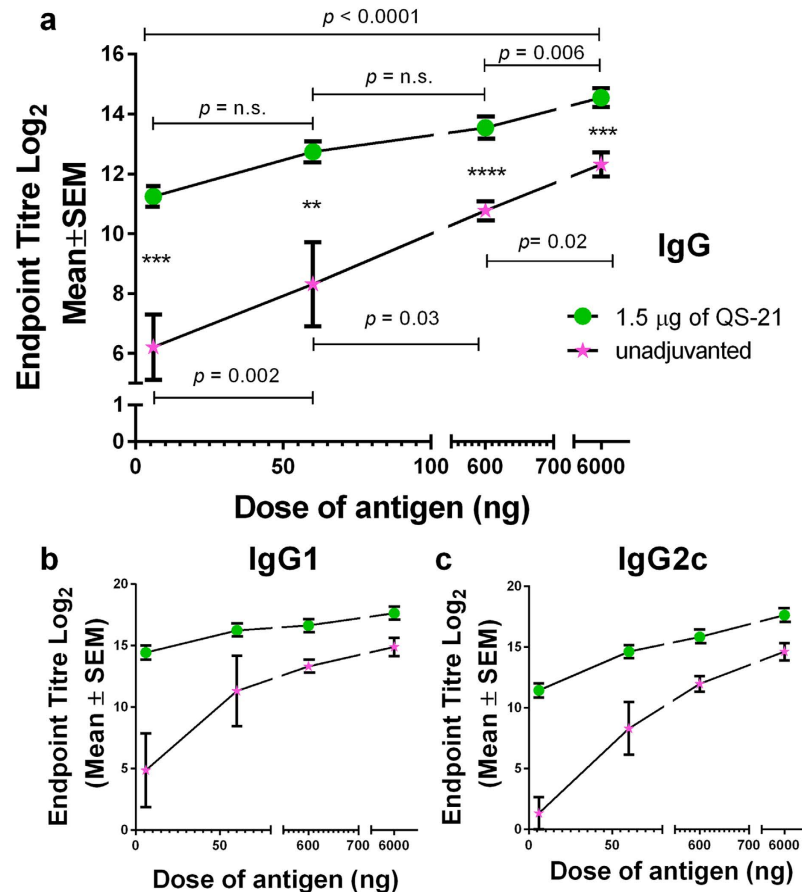 a
p < 0.0001
p = 0.006
p = n.s.
p = n.s.
16
14
12
10
8
6
1
0
***
**
****
***
p = 0.02
p = 0.03
p = 0.002
Endpoint Titre Log2
Mean±SEM
IgG
1.5 µg of QS-21
unadjuvanted
0 50 100 600 700 6000
Dose of antigen (ng)
b IgG1
Endpoint Titre Log2
(Mean ± SEM)
20
15
10
5
0
0 50 100 600 700 6000
Dose of antigen (ng)
c IgG2c
Endpoint Titre Log2
(Mean ± SEM)
20
15
10
5
0
0 50 100 600 700 6000
Dose of antigen (ng)